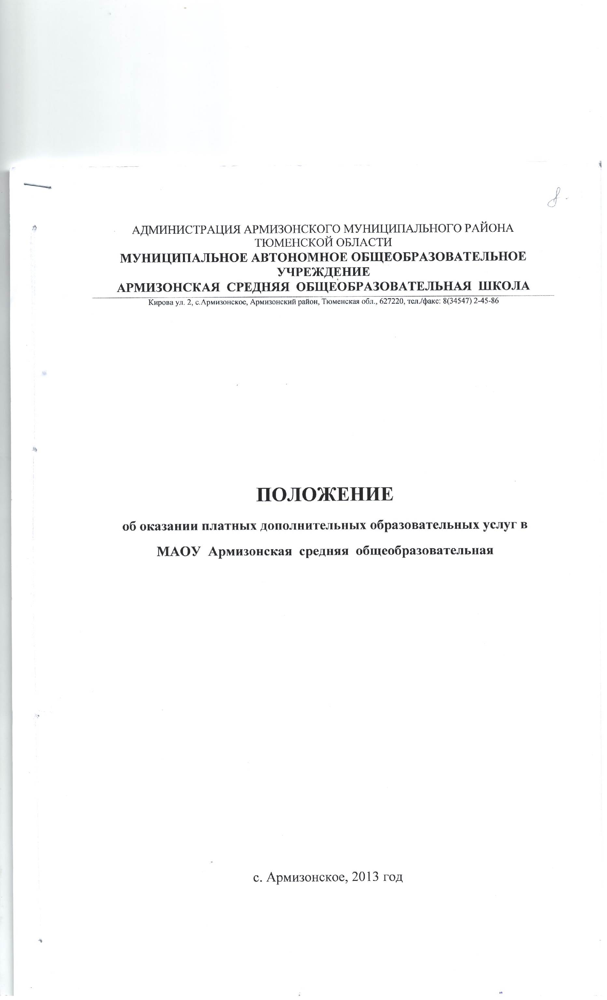 8.
АДМИНИСТРАЦИЯ АРМИЗОНСКОГО МУНИЦИПАЛЬНОГО РАЙОНА
ТЮМЕНСКОЙ ОБЛАСТИ
МУНИЦИПАЛЬНОЕ АВТОНОМНОЕ ОБЩЕОБРАЗОВАТЕЛЬНОЕ
УЧРЕЖДЕНИЕ
АРМИЗОНСКАЯ СРЕДНЯЯ ОБЩЕОБРАЗОВАТЕЛЬНАЯ ШКОЛА
Кирова ул. 2, с.Армизонское, Армизонский район, Тюменская обл., 627220, тел./факс: 8(34547) 2-45-86
ПОЛОЖЕНИЕ
об оказании платных дополнительных образовательных услуг в
МАОУ Армизонская средняя общеобразовательная
с. Армизонское, 2013 год